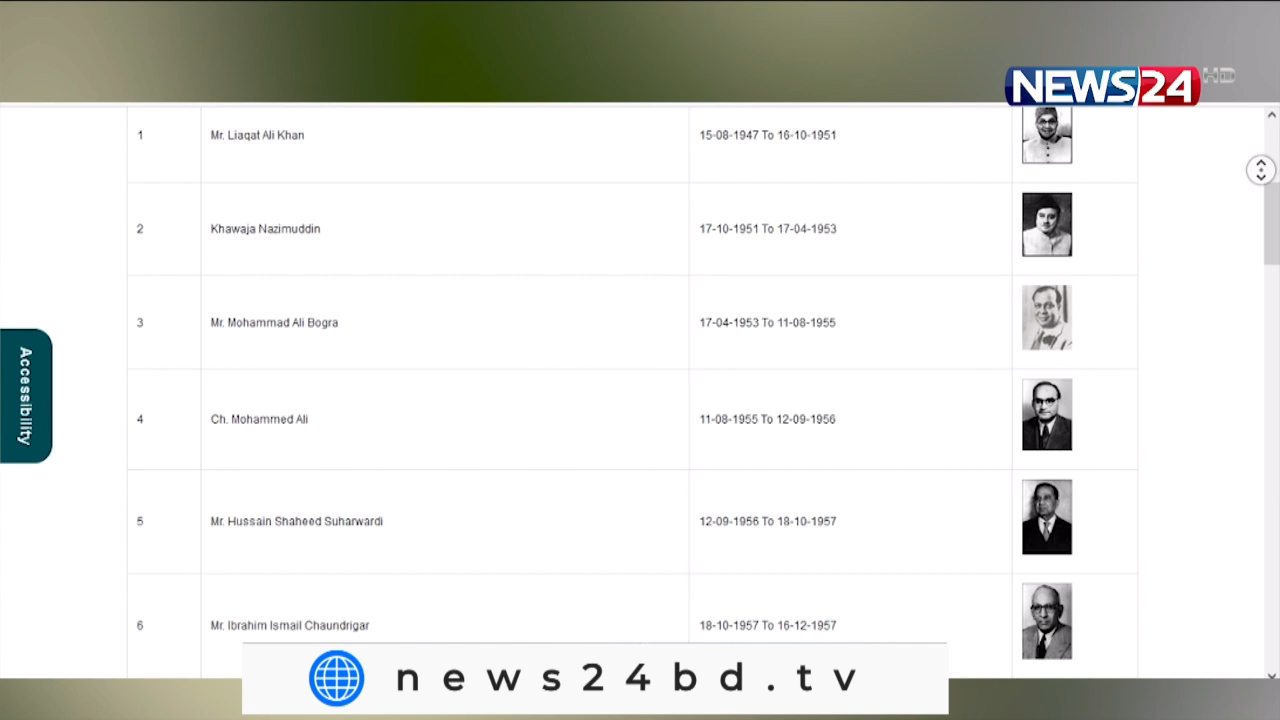 NEWS24 HD
1 Mr. Liaqat Ali Khan 15-08-1947 To 16-10-1951
2 Khawaja Nazimuddin 17-10-1951 To 17-04-1953
3 Mr. Mohammad Ali Bogra 17-04-1953 To 11-08-1955
4 Ch. Mohammed Ali 11-08-1955 To 12-09-1956
5 Mr. Hussain Shaheed Suharwardi 12-09-1956 To 18-10-1957
6 Mr. Ibrahim Ismail Chaundrigar 18-10-1957 To 16-12-1957
Accessibility
news24bd.tv